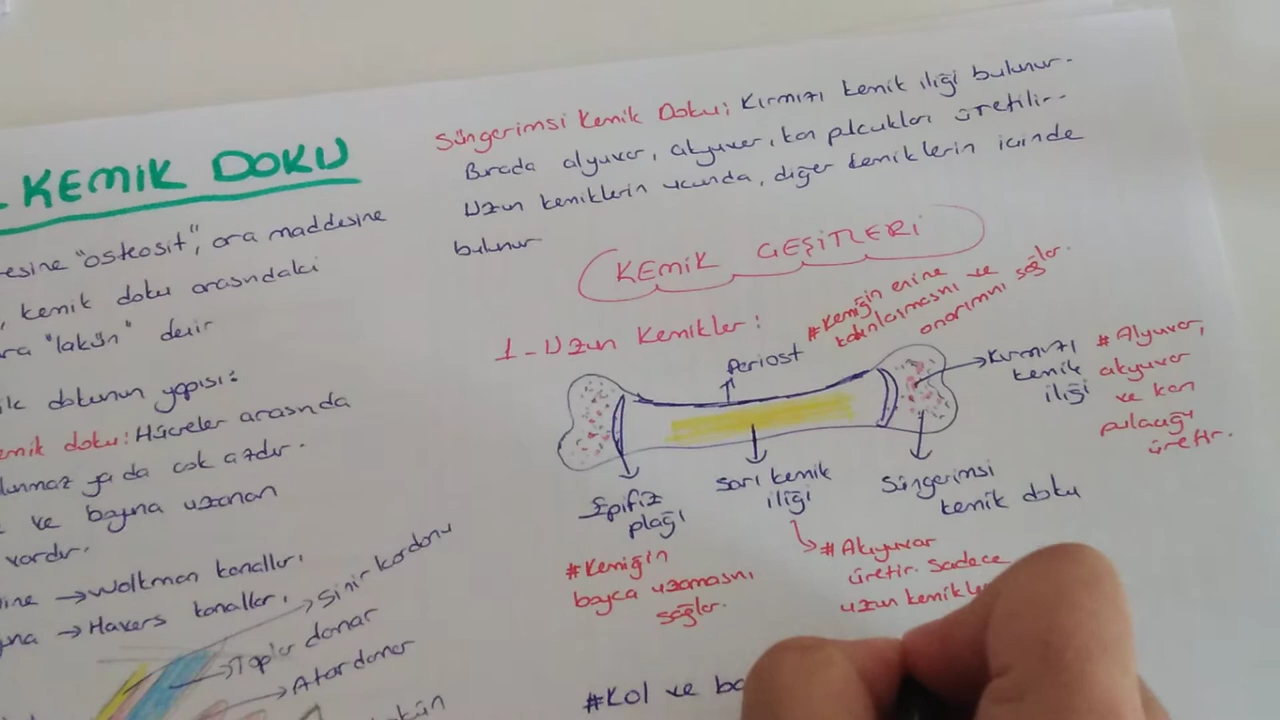 KEMİK DOKU
esine "osteosit", ara maddesine
, kemik doku arasındaki
ra "lakün" denir
ik dokunun yapısı:
emik doku: Hücreler arasında
lunmaz ya da çok azdır.
ve boyna uzanan
vardır.
ine → Wolkman kanalları,
yna → Havers kanalları,
→ Sinir kordonu
→ Toplar damar
→ Atardamar
Süngerimsi Kemik Doku; Kırmızı kemik iliği bulunur.
Burada alyuvar, akyuvar, kan pulcukları üretilir.
Uzun kemiklerin ucunda, diğer kemiklerin içinde
bulunur
KEMİK ÇEŞİTLERİ
1-Uzun Kemikler:
#Kemiğin enine
kalınlaşmasını ve
onarımını sağlar.
Periost
Kırmızı
kemik
iliği
#Alyuvar,
akyuvar
ve kan
pulacığı
üretir.
Epifiz
plağı
Sarı kemik
iliği
Süngerimsi
kemik doku
#Kemiğin
boyca uzamasını
sağlar.
#Akyuvar
üretir. Sadece
uzun kemikle
#Kol ve ba